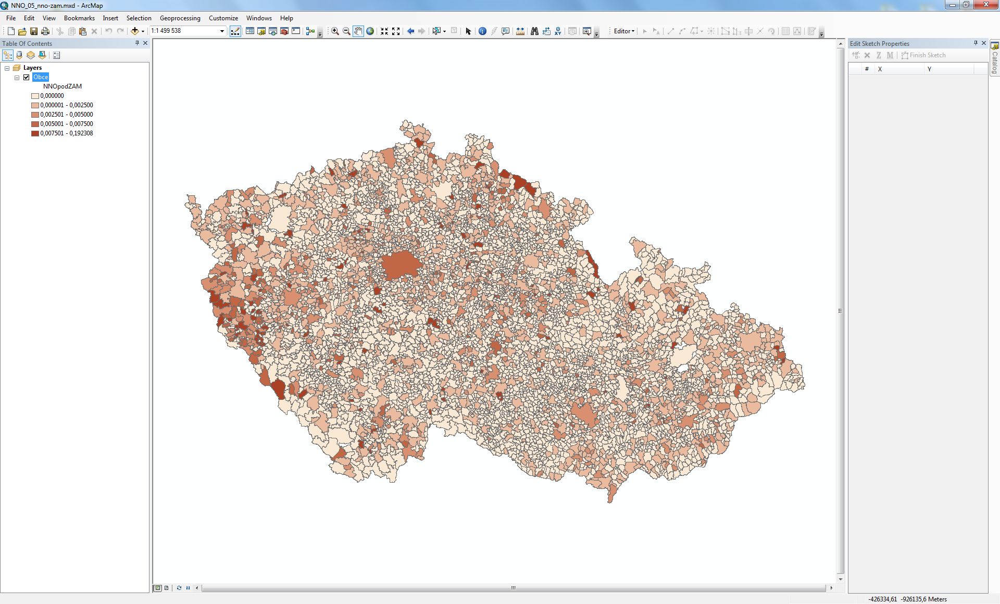 NNO_05_nno-zam.mxd - ArcMap
File Edit View Bookmarks Insert Selection Geoprocessing Customize Windows Help
1:1 499 538
Editor
Table Of Contents
Layers
Obce
NNOpodZAM
0,000000
0,000001 - 0,002500
0,002501 - 0,005000
0,005001 - 0,007500
0,007501 - 0,192308
Edit Sketch Properties
Z M Finish Sketch
# X Y
Catalog
-426334,61 -926135,6 Meters